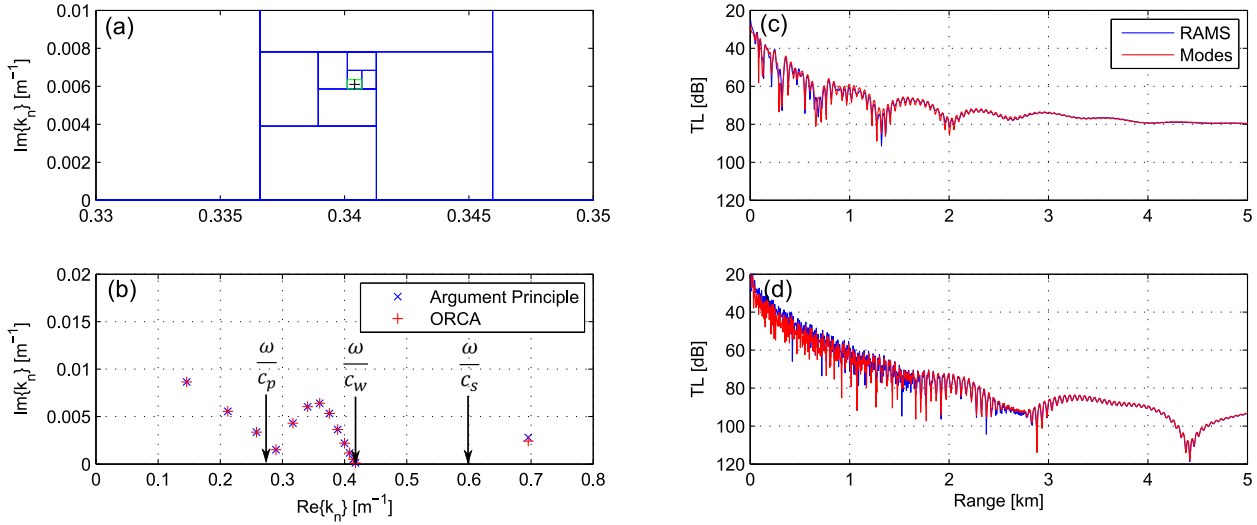 (a)
Im{k_n} [m⁻¹]
0.01
0.008
0.006
0.004
0.002
0
0.33 0.335 0.34 0.345 0.35
(b)
Argument Principle
ORCA
Im{k_n} [m⁻¹]
0.02
0.015
0.01
0.005
0
ω/c_p
ω/c_w
ω/c_s
0 0.1 0.2 0.3 0.4 0.5 0.6 0.7 0.8
Re{k_n} [m⁻¹]
(c)
RAMS
Modes
TL [dB]
20
40
60
80
100
120
0 1 2 3 4 5
(d)
TL [dB]
20
40
60
80
100
120
0 1 2 3 4 5
Range [km]